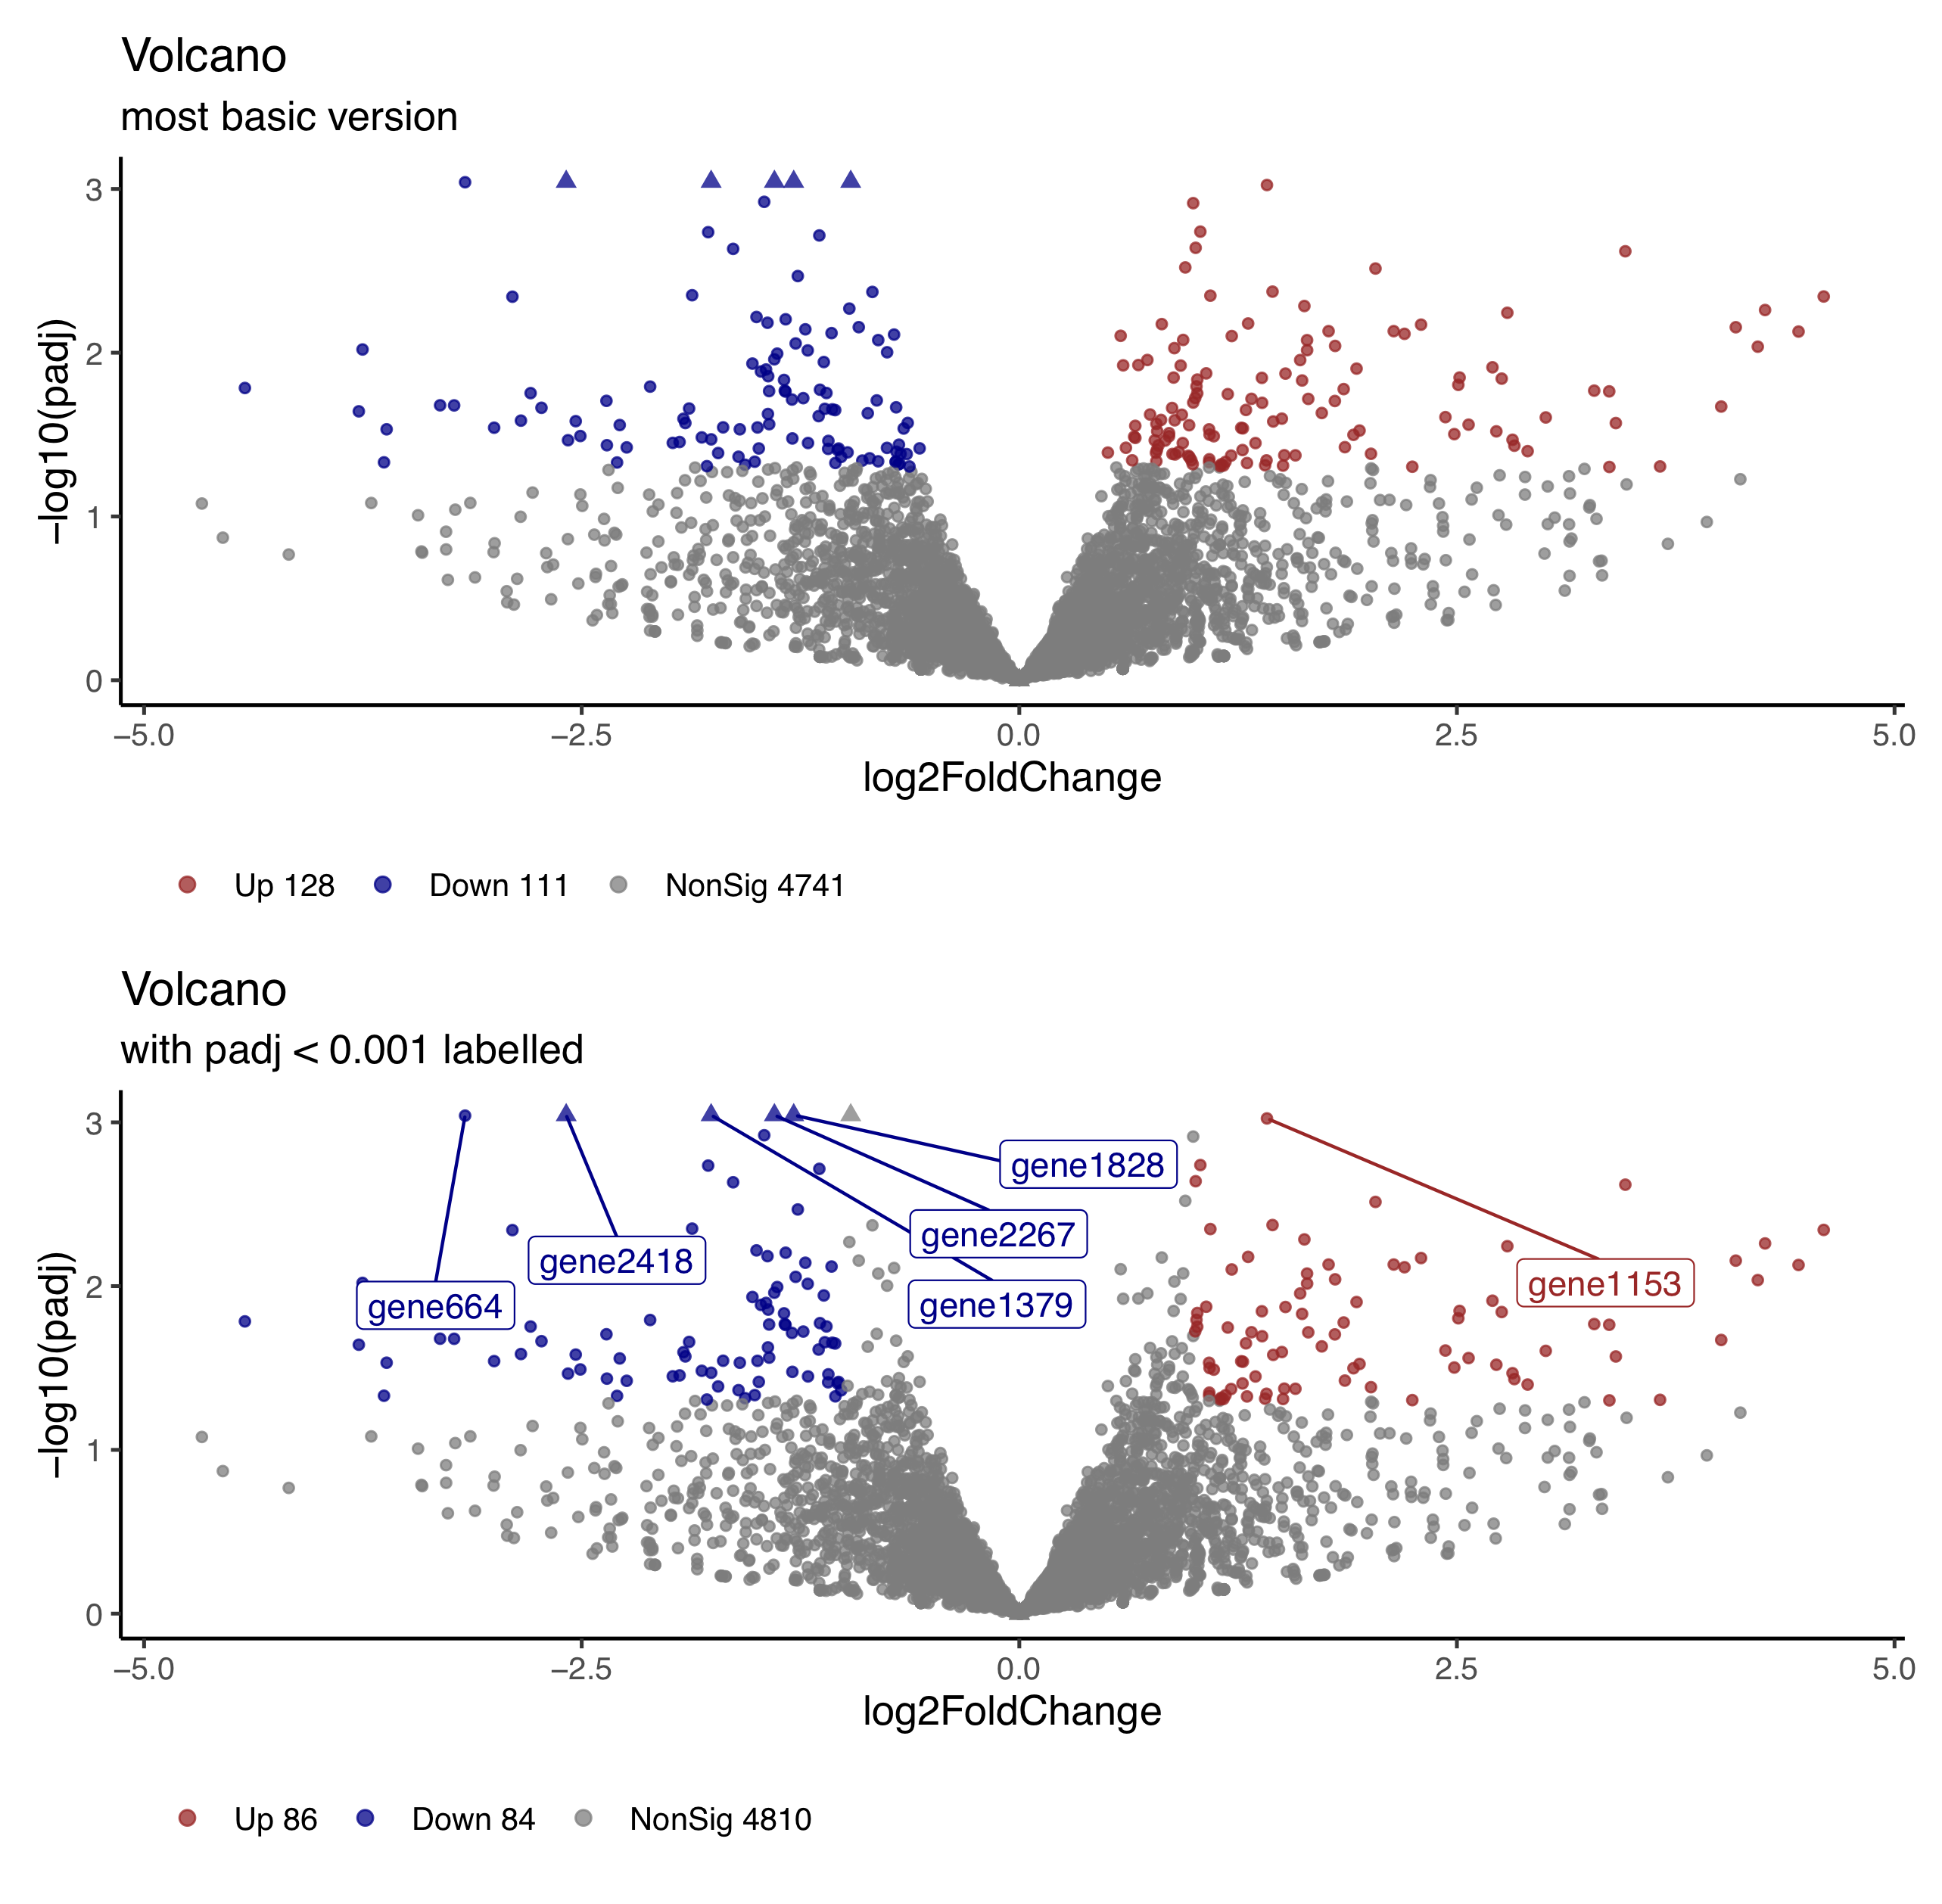 Volcano
most basic version
3
2
1
0
−log10(padj)
−5.0 −2.5 0.0 2.5 5.0
log2FoldChange
Up 128 Down 111 NonSig 4741
Volcano
with padj < 0.001 labelled
3
2
1
0
−log10(padj)
gene1828
gene2267
gene2418
gene1153
gene664
gene1379
−5.0 −2.5 0.0 2.5 5.0
log2FoldChange
Up 86 Down 84 NonSig 4810